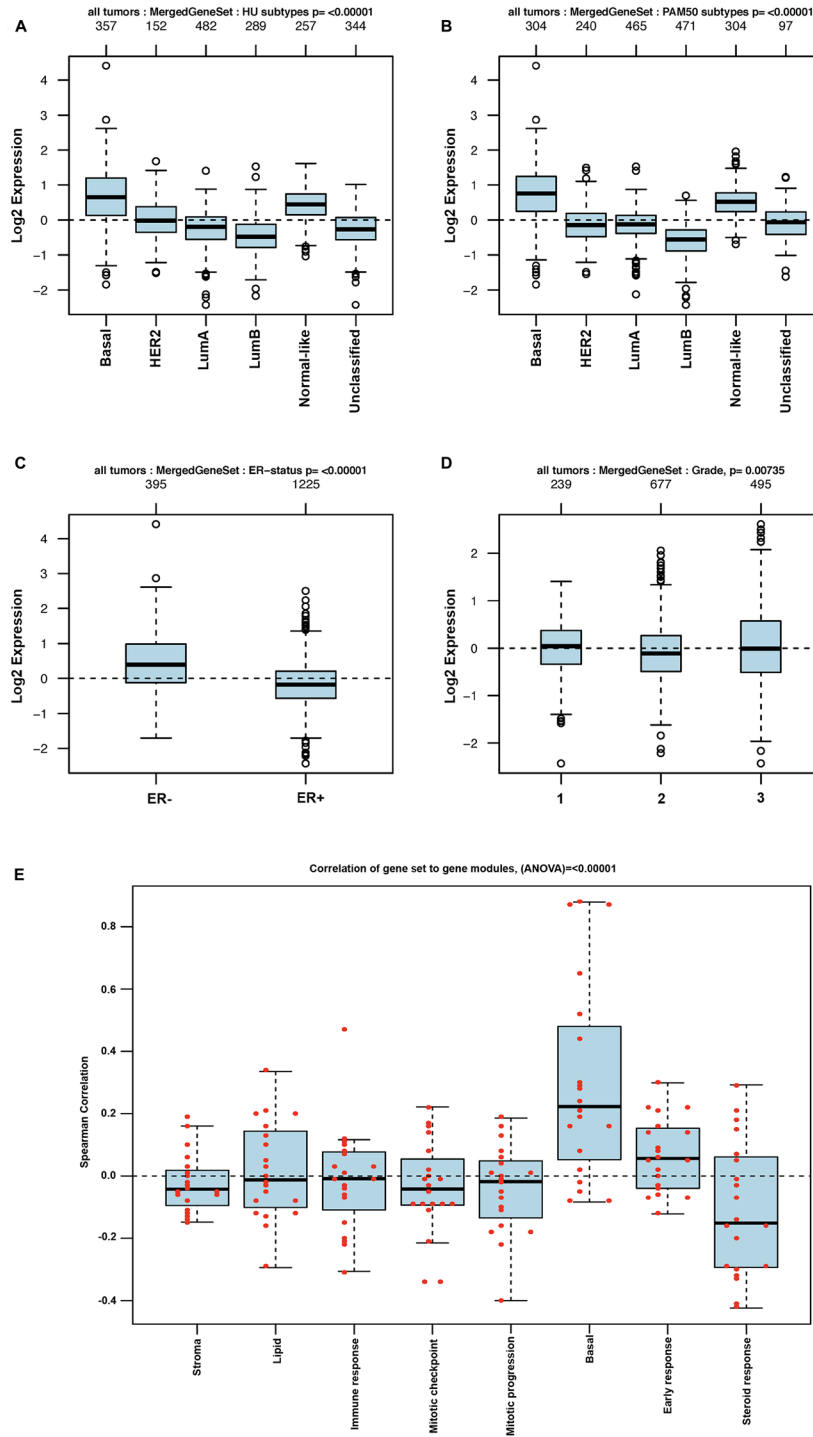 A
all tumors : MergedGeneSet : HU subtypes p= <0.00001
357 152 482 289 257 344
Log2 Expression
4
3
2
1
0
−1
−2
Basal
HER2
LumA
LumB
Normal-like
Unclassified
B
all tumors : MergedGeneSet : PAM50 subtypes p= <0.00001
304 240 465 471 304 97
Log2 Expression
4
3
2
1
0
−1
−2
Basal
HER2
LumA
LumB
Normal-like
Unclassified
C
all tumors : MergedGeneSet : ER−status p= <0.00001
395 1225
Log2 Expression
4
3
2
1
0
−1
−2
ER- ER+
D
all tumors : MergedGeneSet : Grade, p= 0.00735
239 677 495
Log2 Expression
2
1
0
−1
−2
1 2 3
E
Correlation of gene set to gene modules, (ANOVA)=<0.00001
Spearman Correlation
0.8
0.6
0.4
0.2
0.0
-0.2
-0.4
Stroma
Lipid
Immune response
Mitotic checkpoint
Mitotic progression
Basal
Early response
Steroid response